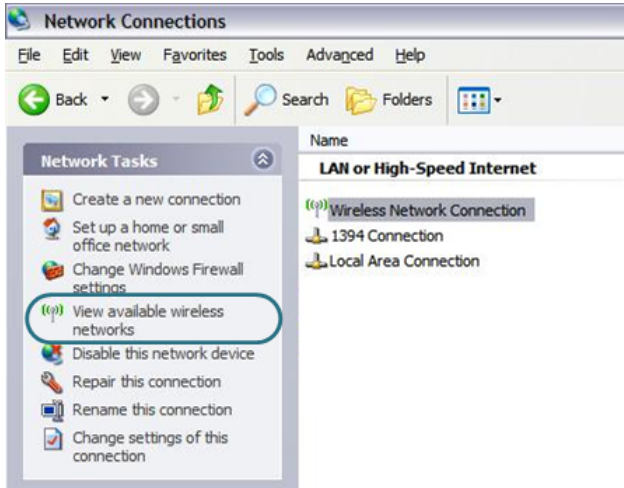 Network Connections
File Edit View Favorites Tools Advanced Help
Back Search Folders
Name
Network Tasks
LAN or High-Speed Internet
Create a new connection
Set up a home or small
office network
Change Windows Firewall
settings
View available wireless
networks
Disable this network device
Repair this connection
Rename this connection
Change settings of this
connection
Wireless Network Connection
1394 Connection
Local Area Connection